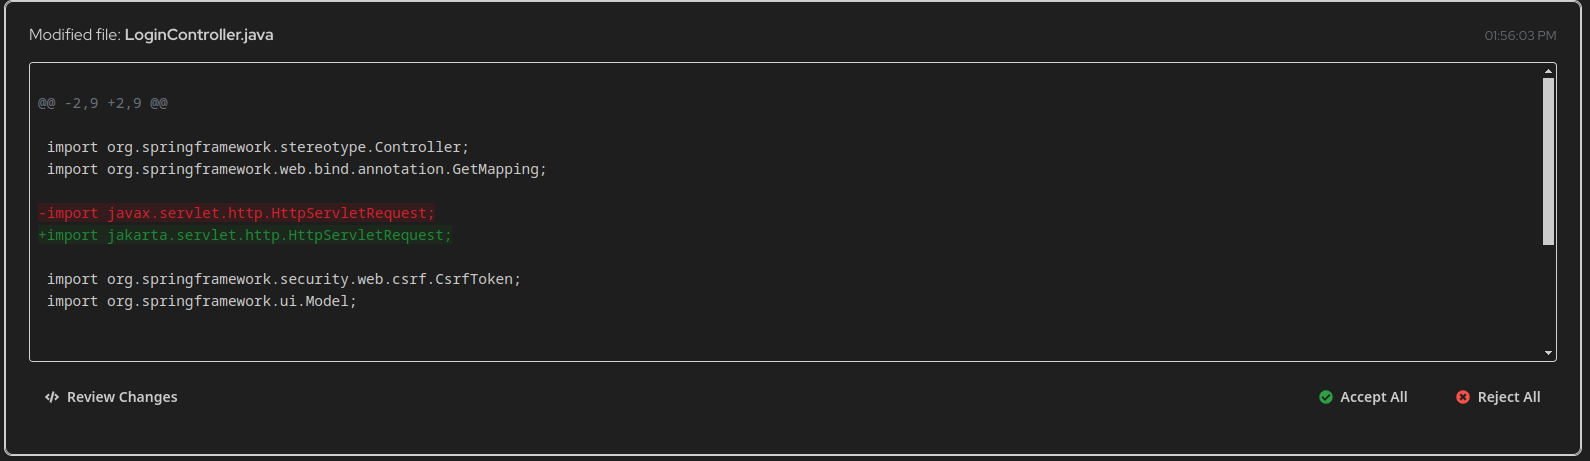 Modified file: LoginController.java
01:56:03 PM
@@ -2,9 +2,9 @@
import org.springframework.stereotype.Controller;
import org.springframework.web.bind.annotation.GetMapping;
-import javax.servlet.http.HttpServletRequest;
+import jakarta.servlet.http.HttpServletRequest;
import org.springframework.security.web.csrf.CsrfToken;
import org.springframework.ui.Model;
Review Changes
Accept All
Reject All